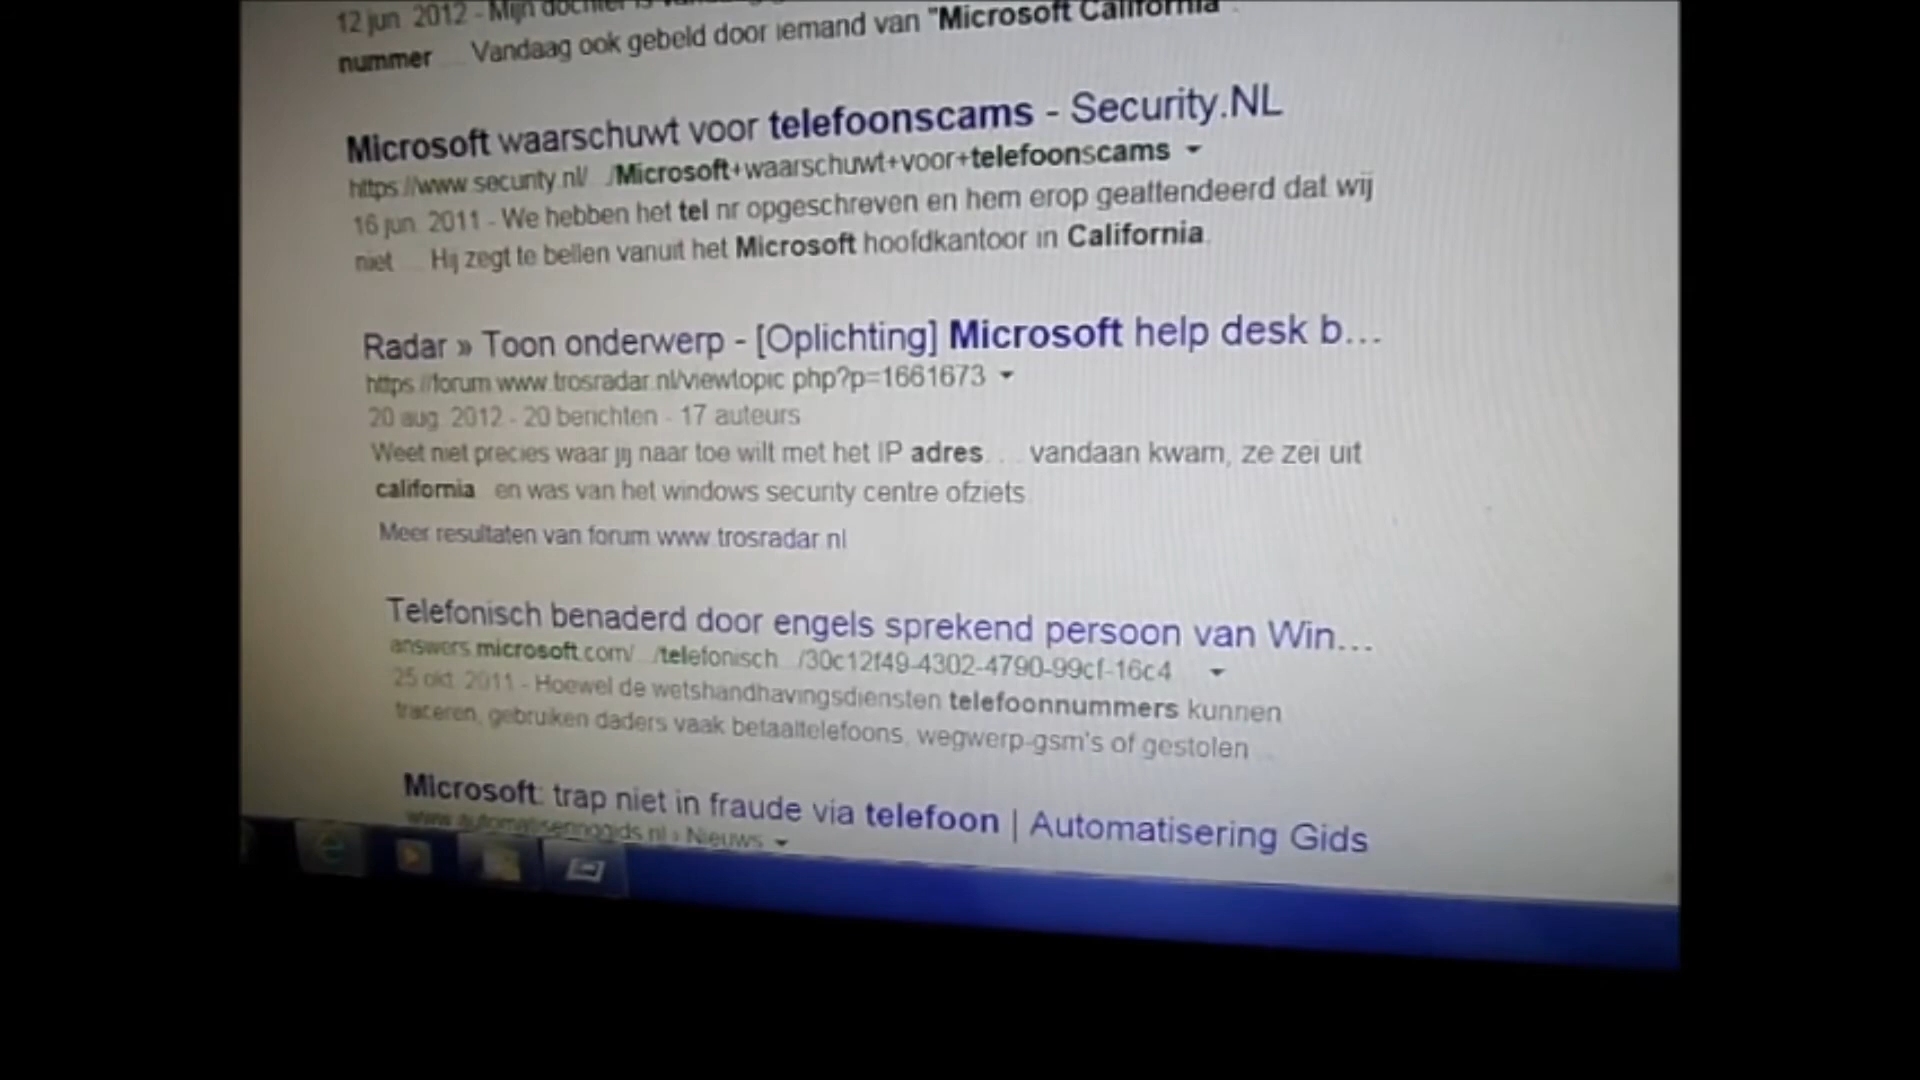 12 jun. 2012 - Mijn dochter is
nummer ... Vandaag ook gebeld door iemand van "Microsoft California".
Microsoft waarschuwt voor telefoonscams - Security.NL
https://www.security.nl/.../Microsoft+waarschuwt+voor+telefoonscams
16 jun. 2011 - We hebben het tel nr opgeschreven en hem erop geattendeerd dat wij
niet .... Hij zegt te bellen vanuit het Microsoft hoofdkantoor in California.
Radar » Toon onderwerp - [Oplichting] Microsoft help desk b...
https://forum.www.trosradar.nl/viewtopic.php?p=1661673
20 aug. 2012 - 20 berichten - 17 auteurs
Weet niet precies waar jij naar toe wilt met het IP adres. ... vandaan kwam, ze zei uit
california en was van het windows security centre ofziets
Meer resultaten van forum.www.trosradar.nl
Telefonisch benaderd door engels sprekend persoon van Win...
answers.microsoft.com/.../telefonisch.../30c12f49-4302-4790-99cf-16c4...
25 okt. 2011 - Hoewel de wetshandhavingsdiensten telefoonnummers kunnen
traceren, gebruiken daders vaak betaaltelefoons, wegwerp-gsm's of gestolen ...
Microsoft: trap niet in fraude via telefoon | Automatisering Gids
www.automatiseringgids.nl › Nieuws